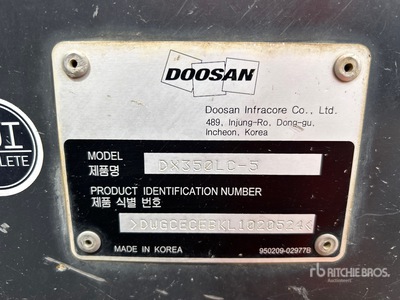 DOOSAN
Doosan Infracore Co., Ltd.
489, Injung-Ro, Dong-gu,
Incheon, Korea
MODEL
제품명
DX350LC-5
PRODUCT IDENTIFICATION NUMBER
제품 식별 번호
MADE IN KOREA
950209-02977B
rb
ritchie bros.